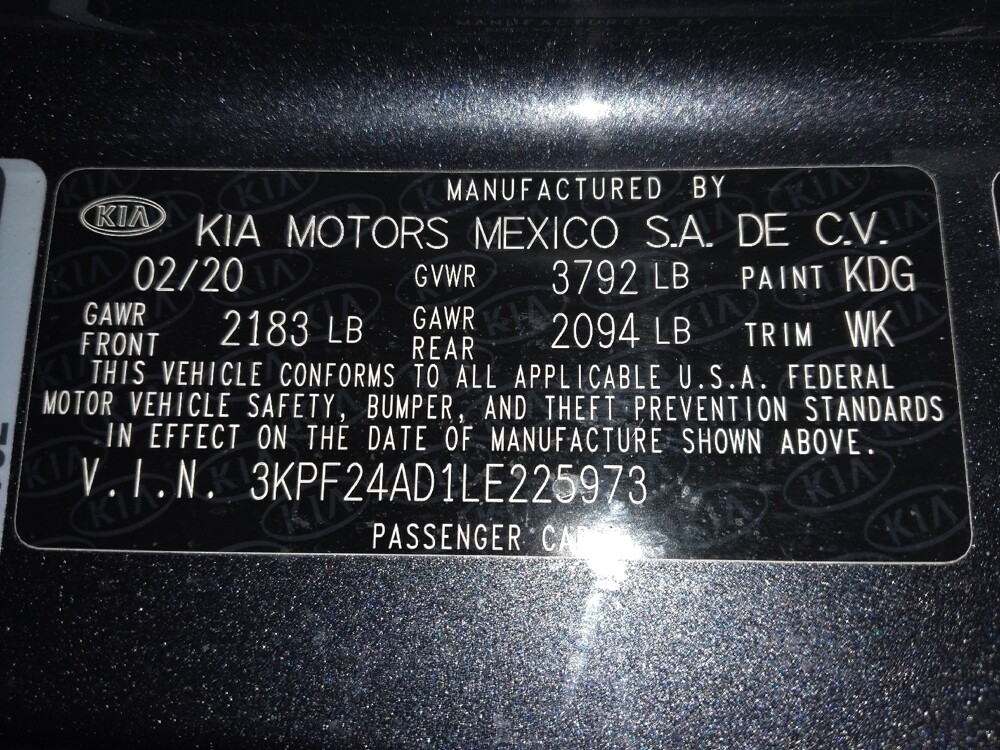 MANUFACTURED BY
KIA
KIA MOTORS MEXICO S.A. DE C.V.
02/20 GVWR 3792 LB PAINT KDG
GAWR FRONT 2183 LB GAWR REAR 2094 LB TRIM WK
THIS VEHICLE CONFORMS TO ALL APPLICABLE U.S.A. FEDERAL
MOTOR VEHICLE SAFETY, BUMPER, AND THEFT PREVENTION STANDARDS
IN EFFECT ON THE DATE OF MANUFACTURE SHOWN ABOVE.
V.I.N. 3KPF24AD1LE225973
PASSENGER